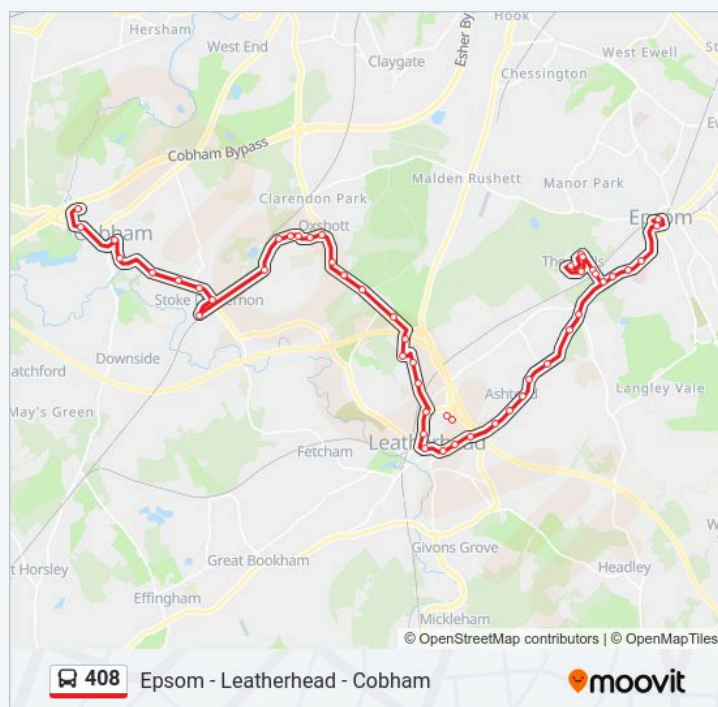 Hersham
West End
Claygate
Esher By
Hook
Chessington
West Ewell
Cobham Bypass
Malden Rushett
Manor Park
Clarendon Park
Oxshott
Epsom
Cobham
Stoke
ernon
Downside
atchford
May's Green
Langley Vale
Ashtead
Leatherhead
Fetcham
Great Bookham
t Horsley
Effingham
Givons Grove
Headley
Mickleham
© OpenStreetMap contributors | © OpenMapTiles
408 Epsom - Leatherhead - Cobham
moovit